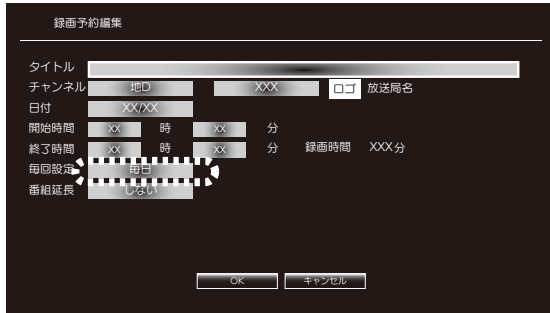 録画予約編集
タイトル
チャンネル 地D XXX ロゴ 放送局名
日付 XX/XX
開始時間 xx 時 xx 分
終了時間 xx 時 xx 分 録画時間 XXX分
毎回設定 毎日
番組延長 しない
OK キャンセル